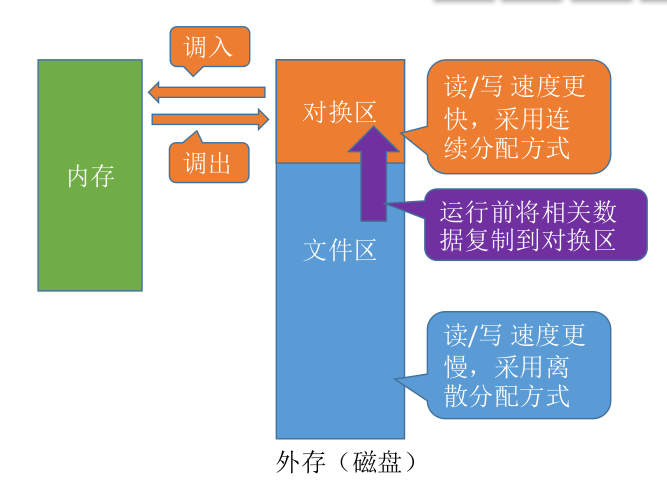 调入
对换区
读/写 速度更
快，采用连
续分配方式
内存
调出
运行前将相关数
据复制到对换区
文件区
读/写 速度更
慢，采用离
散分配方式
外存（磁盘）